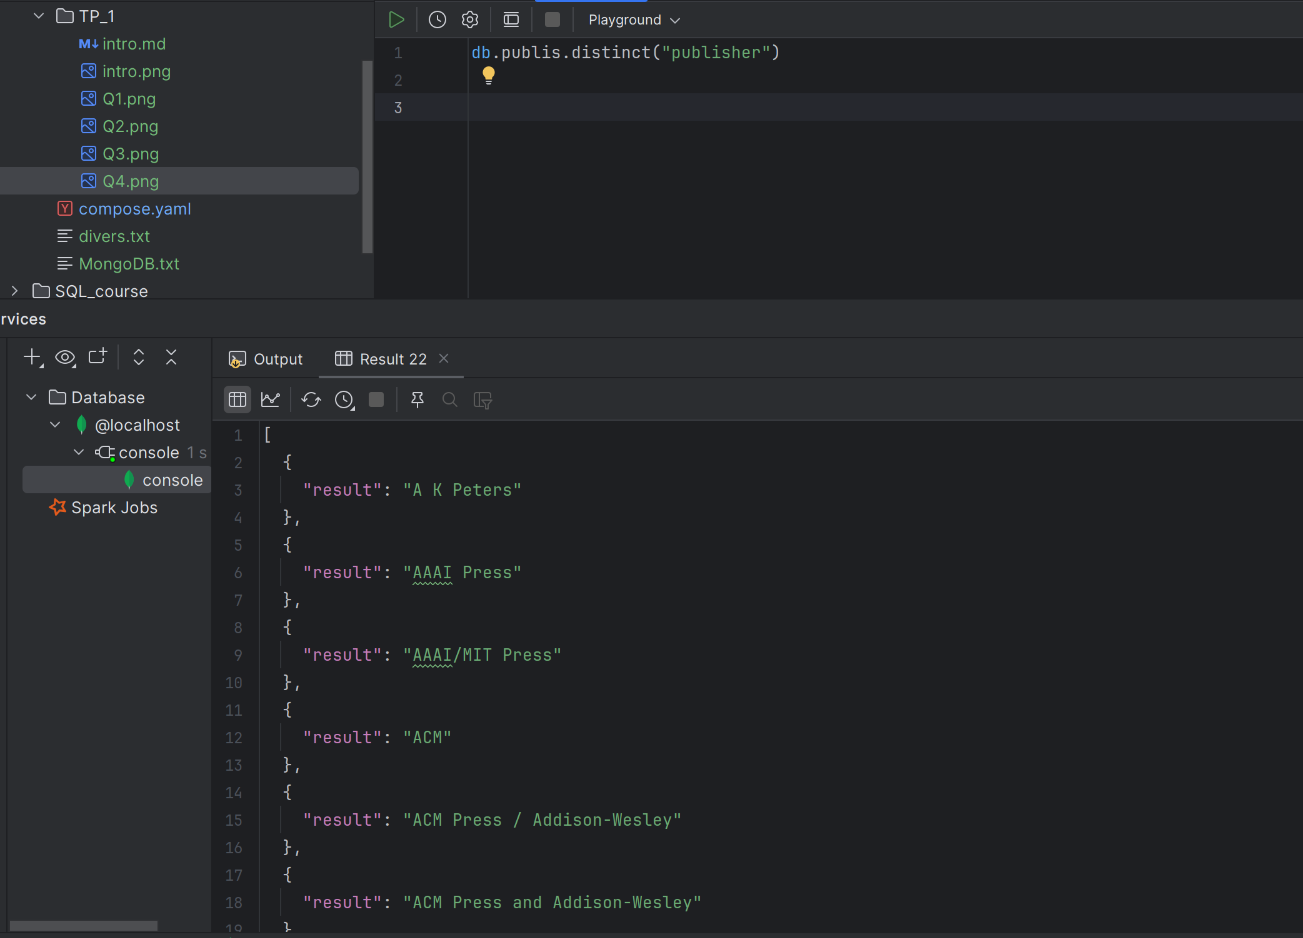 TP_1
M↓ intro.md
intro.png
Q1.png
Q2.png
Q3.png
Q4.png
Y compose.yaml
divers.txt
MongoDB.txt
SQL_course
Playground
1 db.publis.distinct("publisher")
2
3
rvices
Database
@localhost
console 1 s
console
Spark Jobs
Output
Result 22
1 [
2 {
3 "result": "A K Peters"
4 },
5 {
6 "result": "AAAI Press"
7 },
8 {
9 "result": "AAAI/MIT Press"
10 },
11 {
12 "result": "ACM"
13 },
14 {
15 "result": "ACM Press / Addison-Wesley"
16 },
17 {
18 "result": "ACM Press and Addison-Wesley"
19 }